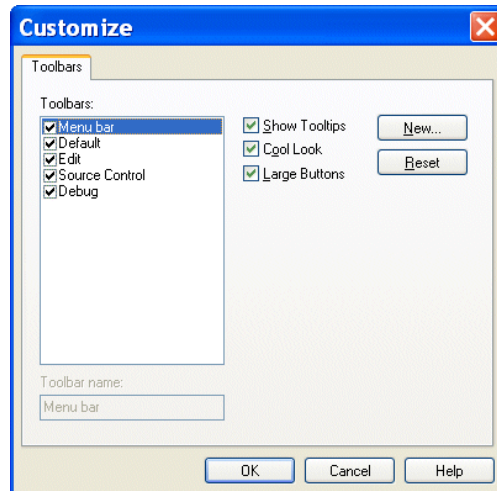 Customize
Toolbars
Toolbars:
Menu bar
Default
Edit
Source Control
Debug
Show Tooltips
Cool Look
Large Buttons
New...
Reset
Toolbar name:
Menu bar
OK
Cancel
Help